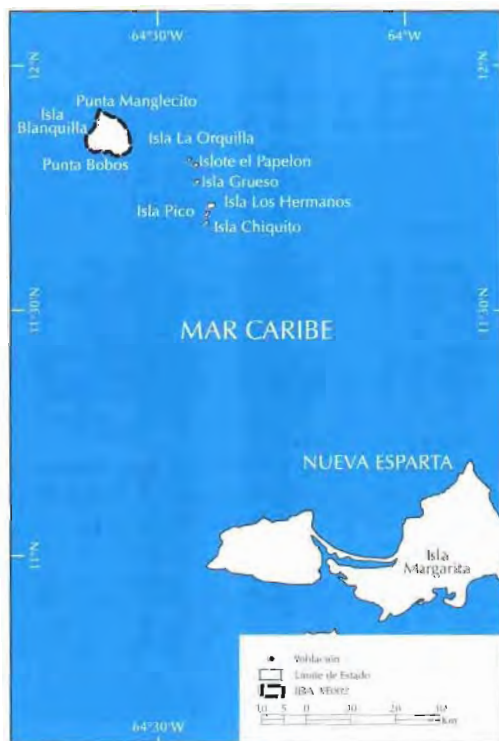 64°30'W
64°W
12°N
12°N
Punta Manglecito
Isla
Blanquilla
Punta Bobos
Isla La Orquilla
Islote el Papelon
Isla Grueso
Isla Los Hermanos
Isla Pico
Isla Chiquito
11°30'N
11°30'N
MAR CARIBE
NUEVA ESPARTA
11°N
Isla
Margarita
Población
Límite de Estado
IBA
10 5 0 10 20 30
Km
64°30'W